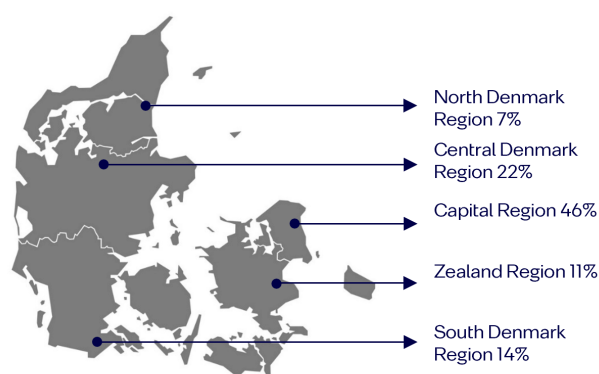 North Denmark
Region 7%
Central Denmark
Region 22%
Capital Region 46%
Zealand Region 11%
South Denmark
Region 14%